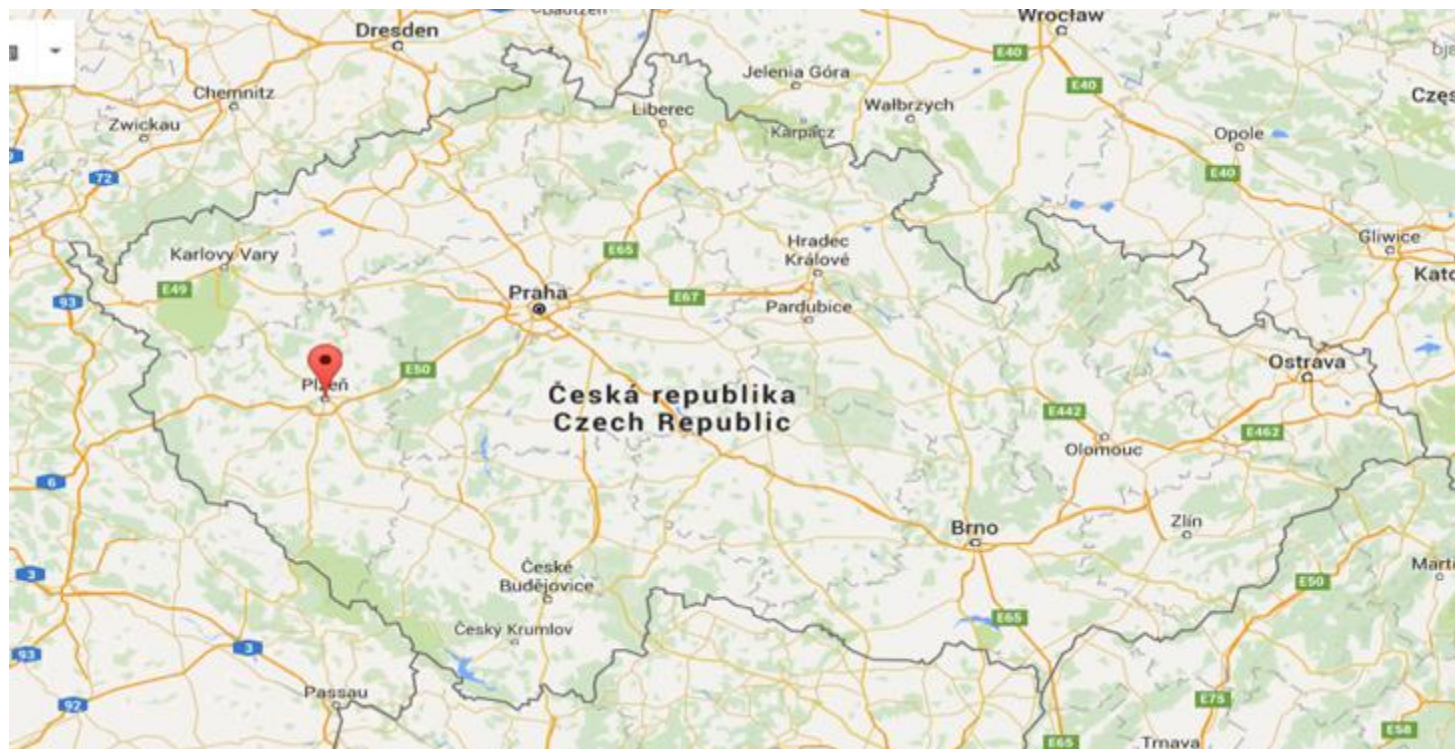 Dresden
Wrocław
E40
Jelenia Góra
Chemnitz
E40
Wałbrzych
Liberec
Zwickau
Karpacz
Opole
72
E40
Karlovy Vary
Hradec
Králové
Gliwice
E65
E49
93
Praha
E67
Pardubice
Plzeň
E50
Ostrava
Česká republika
Czech Republic
E442
E462
Olomouc
6
Brno
Zlín
České
Budějovice
3
E50
E65
Český Krumlov
93
3
Passau
92
E75
E58
E65
Trnava